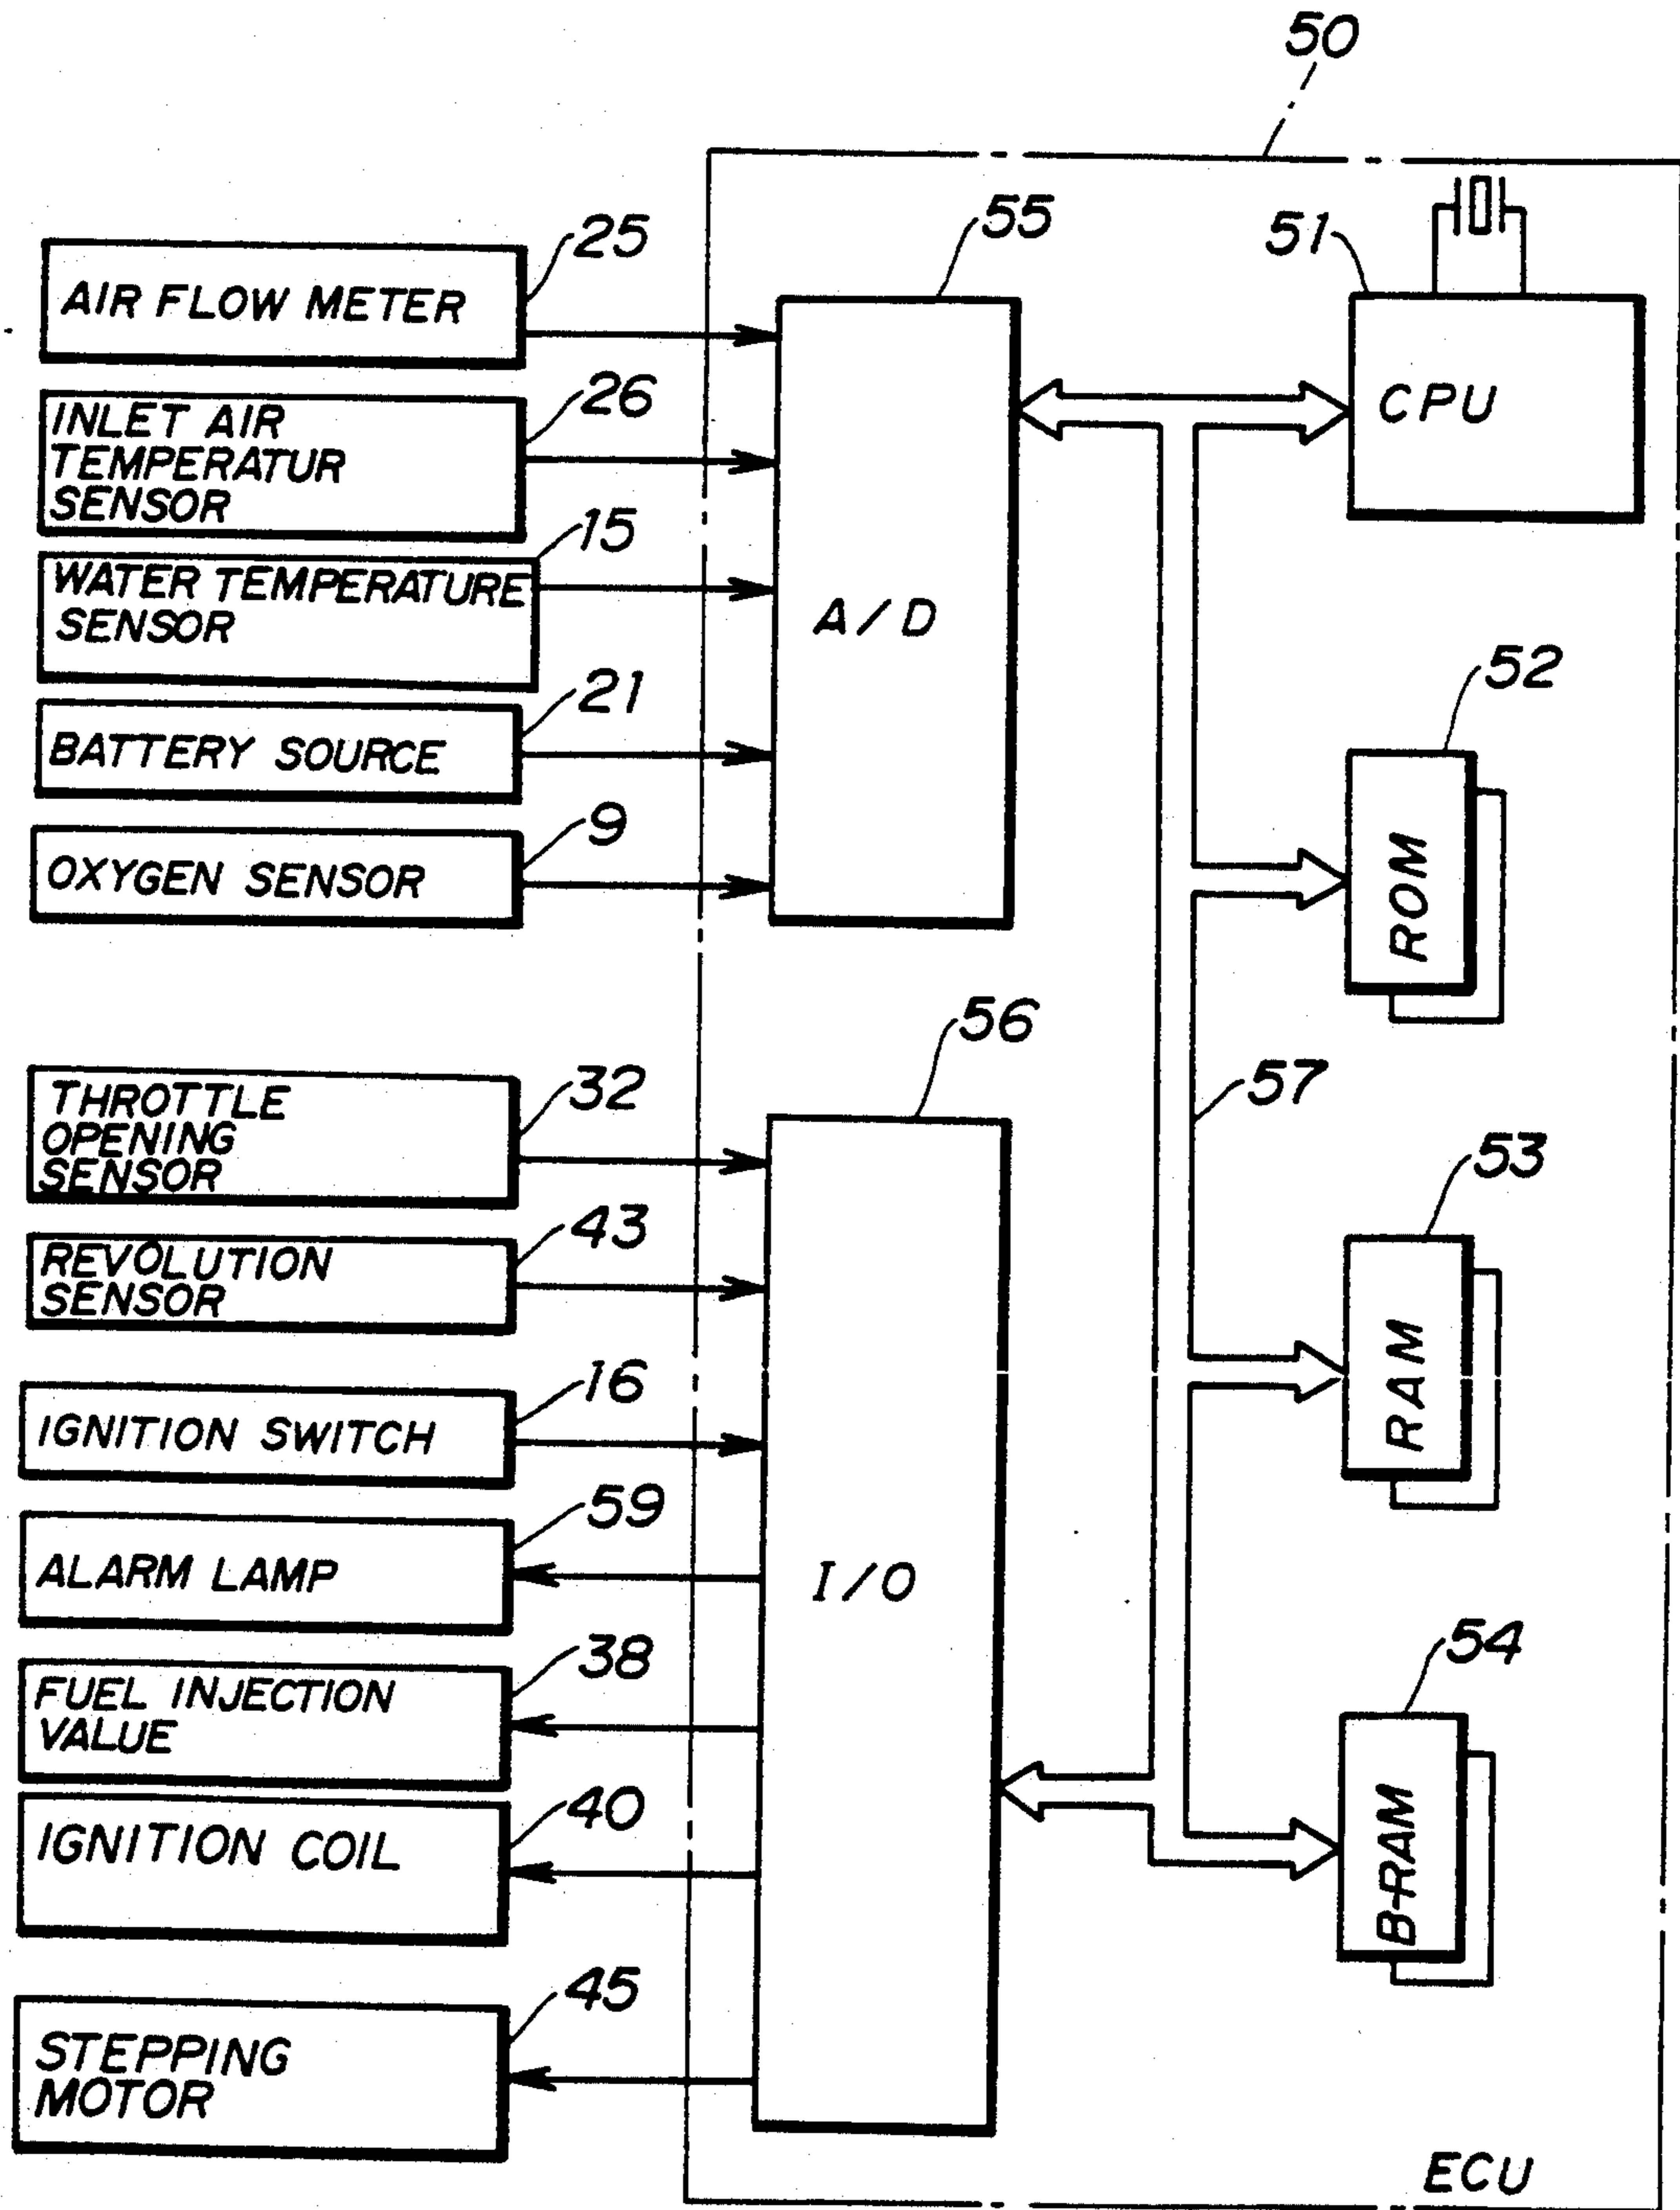 50
55
51
25
AIR FLOW METER
CPU
26
INLET AIR
TEMPERATUR
SENSOR
15
WATER TEMPERATURE
SENSOR
A/D
52
21
BATTERY SOURCE
ROM
9
OXYGEN SENSOR
56
57
32
THROTTLE
OPENING
SENSOR
53
43
REVOLUTION
SENSOR
RAM
16
IGNITION SWITCH
59
ALARM LAMP
I/O
54
38
FUEL INJECTION
VALUE
40
IGNITION COIL
B-RAM
45
STEPPING
MOTOR
ECU